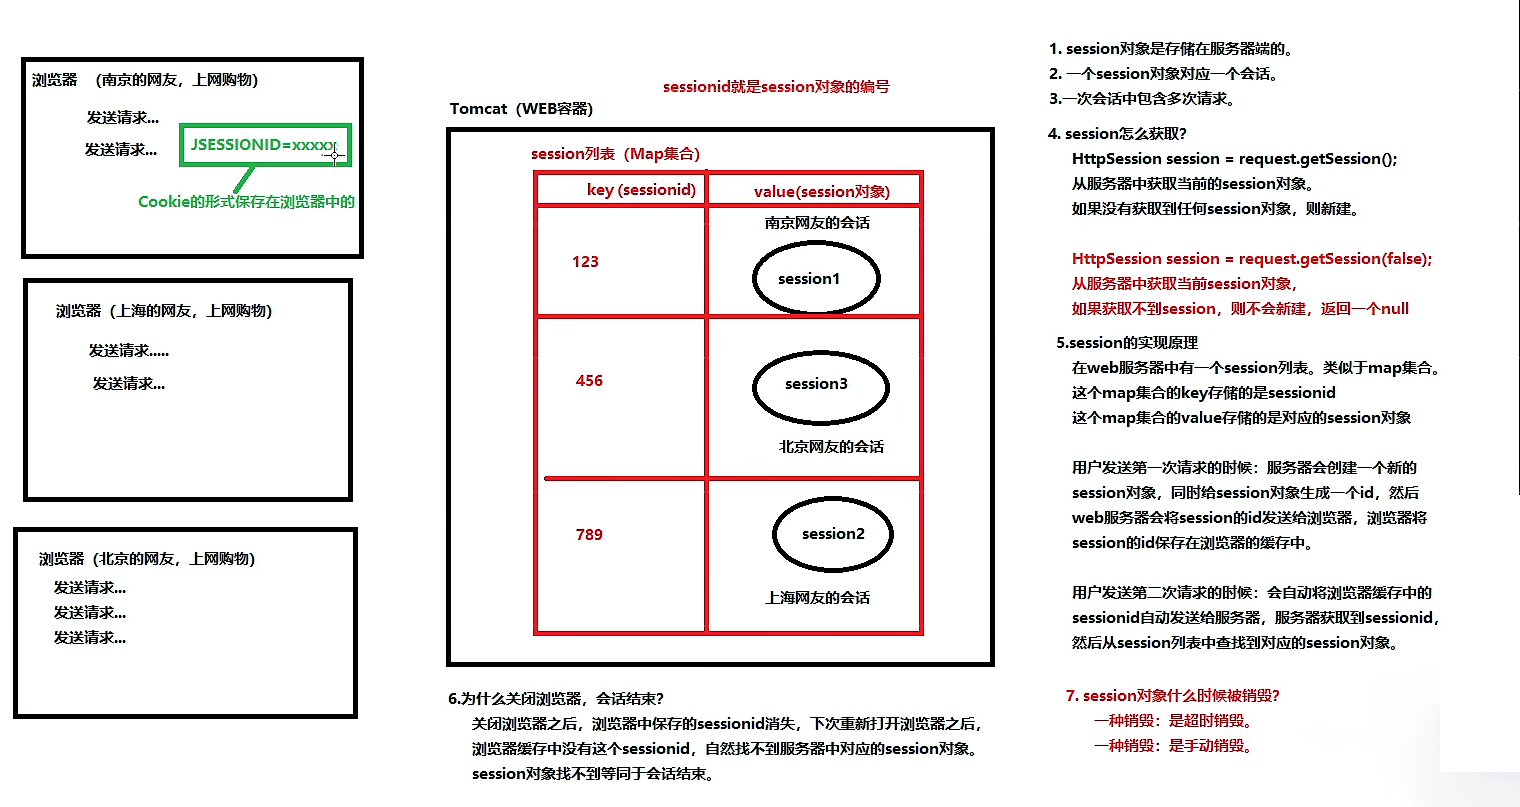 浏览器 （南京的网友，上网购物）
发送请求...
发送请求...
JSESSIONID=xxxxx
Cookie的形式保存在浏览器中的
浏览器（上海的网友，上网购物）
发送请求.....
发送请求...
浏览器（北京的网友，上网购物）
发送请求...
发送请求...
发送请求...
sessionid就是session对象的编号
Tomcat（WEB容器）
session列表（Map集合）
key (sessionid)
value(session对象)
南京网友的会话
123
session1
456
session3
北京网友的会话
789
session2
上海网友的会话
6.为什么关闭浏览器，会话结束？
关闭浏览器之后，浏览器中保存的sessionid消失，下次重新打开浏览器之后，
浏览器缓存中没有这个sessionid，自然找不到服务器中对应的session对象。
session对象找不到等同于会话结束。
1. session对象是存储在服务器端的。
2. 一个session对象对应一个会话。
3.一次会话中包含多次请求。
4. session怎么获取？
HttpSession session = request.getSession();
从服务器中获取当前的session对象。
如果没有获取到任何session对象，则新建。
HttpSession session = request.getSession(false);
从服务器中获取当前session对象，
如果获取不到session，则不会新建，返回一个null
5.session的实现原理
在web服务器中有一个session列表。类似于map集合。
这个map集合的key存储的是sessionid
这个map集合的value存储的是对应的session对象
用户发送第一次请求的时候：服务器会创建一个新的
session对象，同时给session对象生成一个id，然后
web服务器会将session的id发送给浏览器，浏览器将
session的id保存在浏览器的缓存中。
用户发送第二次请求的时候：会自动将浏览器缓存中的
sessionid自动发送给服务器，服务器获取到sessionid，
然后从session列表中查找到对应的session对象。
7. session对象什么时候被销毁？
一种销毁：是超时销毁。
一种销毁：是手动销毁。